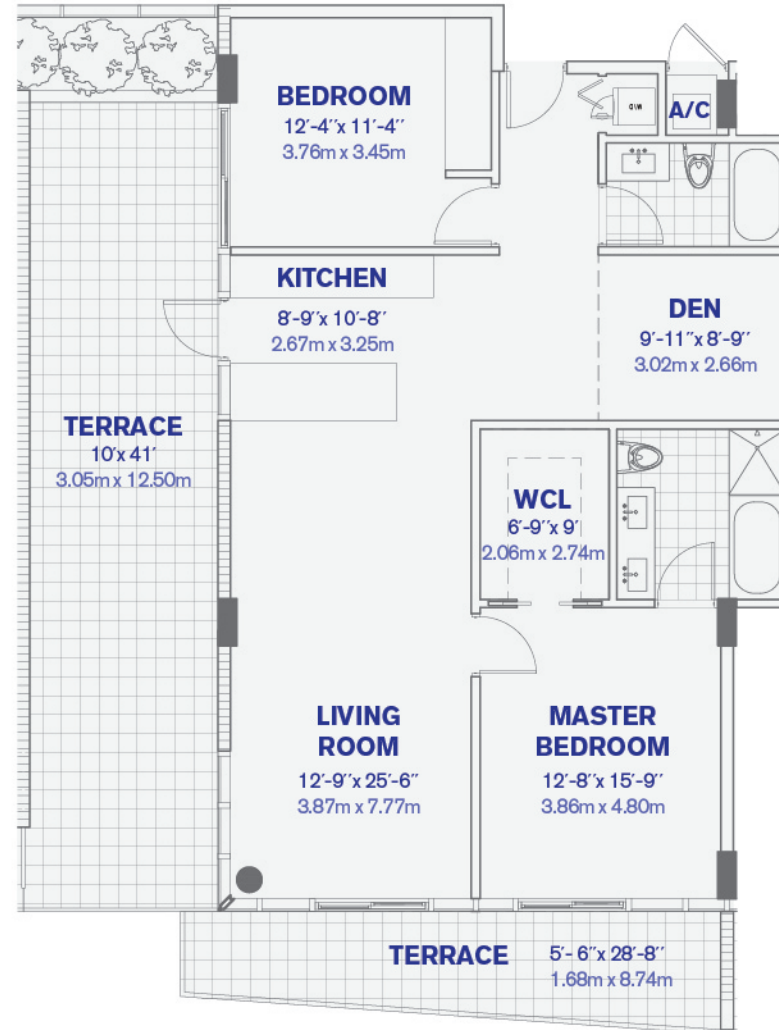 BEDROOM
12'-4''x 11'-4''
3.76m x 3.45m
D/W
A/C
KITCHEN
8'-9''x 10'-8''
2.67m x 3.25m
DEN
9'-11''x 8'-9''
3.02m x 2.66m
TERRACE
10'x 41'
3.05m x 12.50m
WCL
6'-9''x 9'
2.06m x 2.74m
LIVING
ROOM
12'-9''x 25'-6''
3.87m x 7.77m
MASTER
BEDROOM
12'-8''x 15'-9''
3.86m x 4.80m
TERRACE
5'- 6''x 28'-8''
1.68m x 8.74m